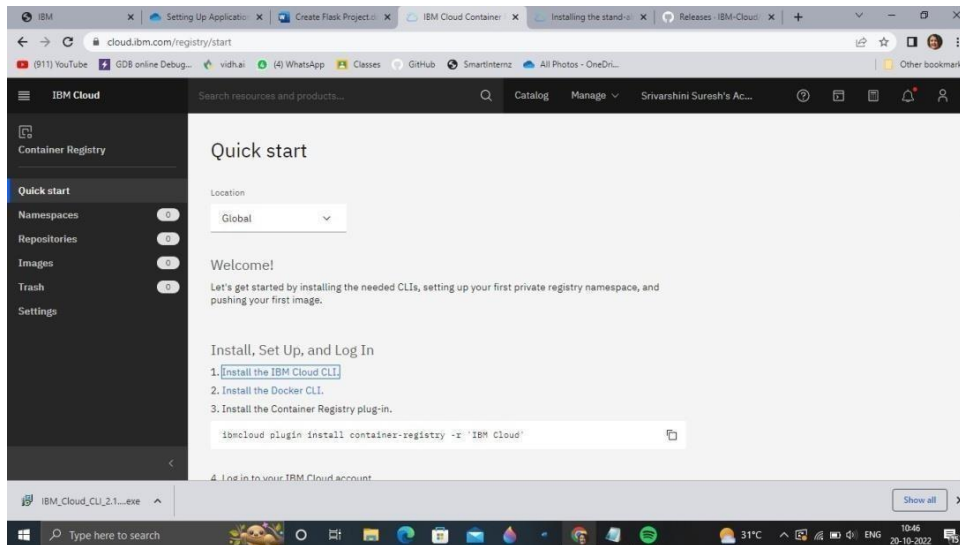 IBM
Setting Up Applicatio
Create Flask Project.d
IBM Cloud Container
Installing the stand-al
Releases · IBM-Cloud
cloud.ibm.com/registry/start
(911) YouTube
GDB online Debug...
vidh.ai
(4) WhatsApp
Classes
GitHub
SmartInternz
All Photos - OneDri...
Other bookmark
IBM Cloud
Search resources and products...
Catalog
Manage
Srivarshini Suresh's Ac...
Container Registry
Quick start
Namespaces 0
Repositories 0
Images 0
Trash 0
Settings
Quick start
Location
Global
Welcome!
Let's get started by installing the needed CLIs, setting up your first private registry namespace, and
pushing your first image.
Install, Set Up, and Log In
1. Install the IBM Cloud CLI.
2. Install the Docker CLI.
3. Install the Container Registry plug-in.
ibmcloud plugin install container-registry -r 'IBM Cloud'
4. Log in to your IBM Cloud account
IBM_Cloud_CLI_2.1....exe
Show all
Type here to search
31°C
ENG
10:46
20-10-2022